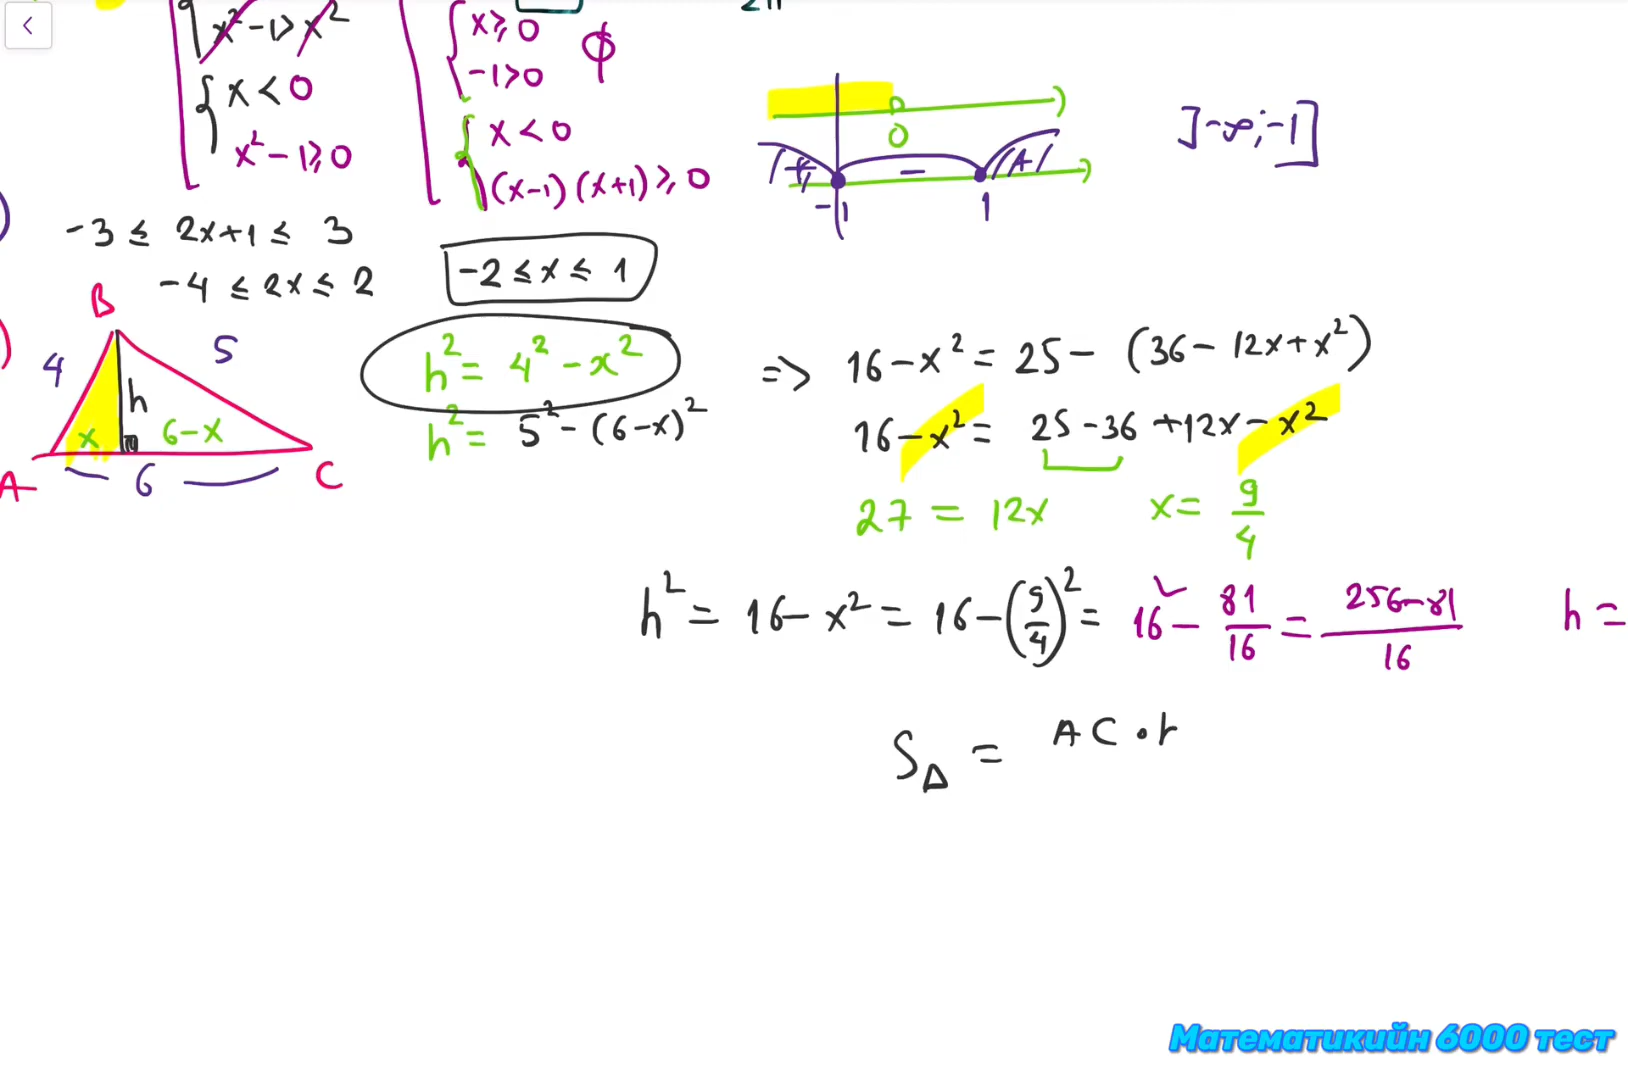 x²-1>x²
x<0
x²-1≥0
x≥0
-1>0
∅
x<0
(x-1)(x+1)≥0
0
+ - +
-1 1
]-∞;-1]
-3 ≤ 2x+1 ≤ 3
-4 ≤ 2x ≤ 2
-2 ≤ x ≤ 1
B
4 5
h
x 6-x
A 6 C
h² = 4² - x²
h² = 5² - (6-x)²
=> 16-x² = 25 - (36-12x+x²)
16-x² = 25-36+12x-x²
27 = 12x x = 9/4
h² = 16-x² = 16-(9/4)² = 16 - 81/16 = 256-81/16 h =
S△ = AC·h
Математикийн 6000 тест